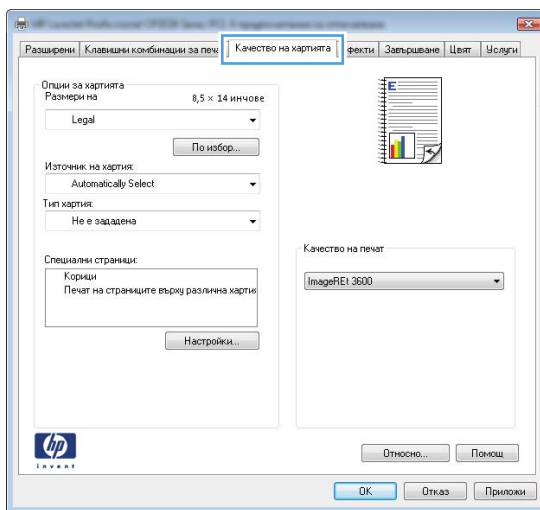 Разширени Клавишни комбинации за печа Качество на хартията фекти Завършване Цвят Услуги
Опции за хартията
Размери на 8,5 × 14 инчове
Legal
По избор...
Източник на хартия:
Automatically Select
Тип хартия:
Не е зададена
Специални страници:
Корици
Печат на страниците върху различна хартия
Настройки...
E
Качество на печат
ImageREt 3600
hp
invent
Относно... Помощ
OK Отказ Приложи